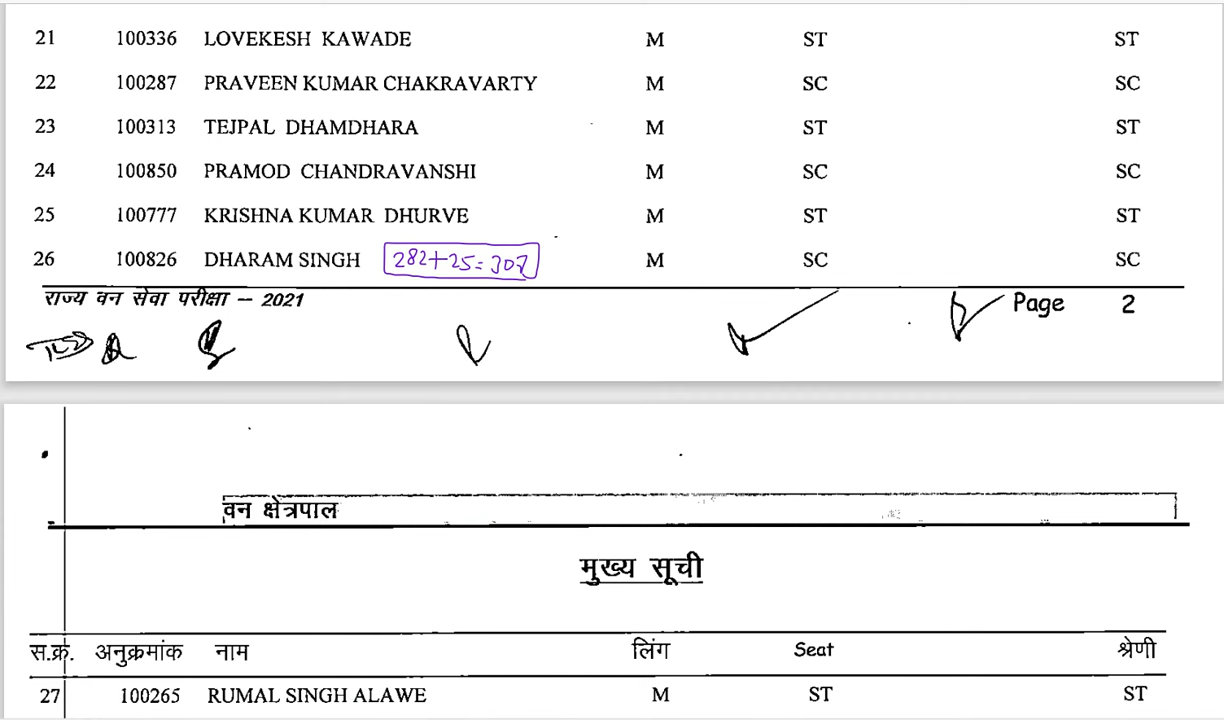 21 100336 LOVEKESH KAWADE M ST ST
22 100287 PRAVEEN KUMAR CHAKRAVARTY M SC SC
23 100313 TEJPAL DHAMDHARA M ST ST
24 100850 PRAMOD CHANDRAVANSHI M SC SC
25 100777 KRISHNA KUMAR DHURVE M ST ST
26 100826 DHARAM SINGH 282+25=307 M SC SC
राज्य वन सेवा परीक्षा – 2021 Page 2
वन क्षेत्रपाल
मुख्य सूची
स.क्रं. अनुक्रमांक नाम लिंग Seat श्रेणी
27 100265 RUMAL SINGH ALAWE M ST ST